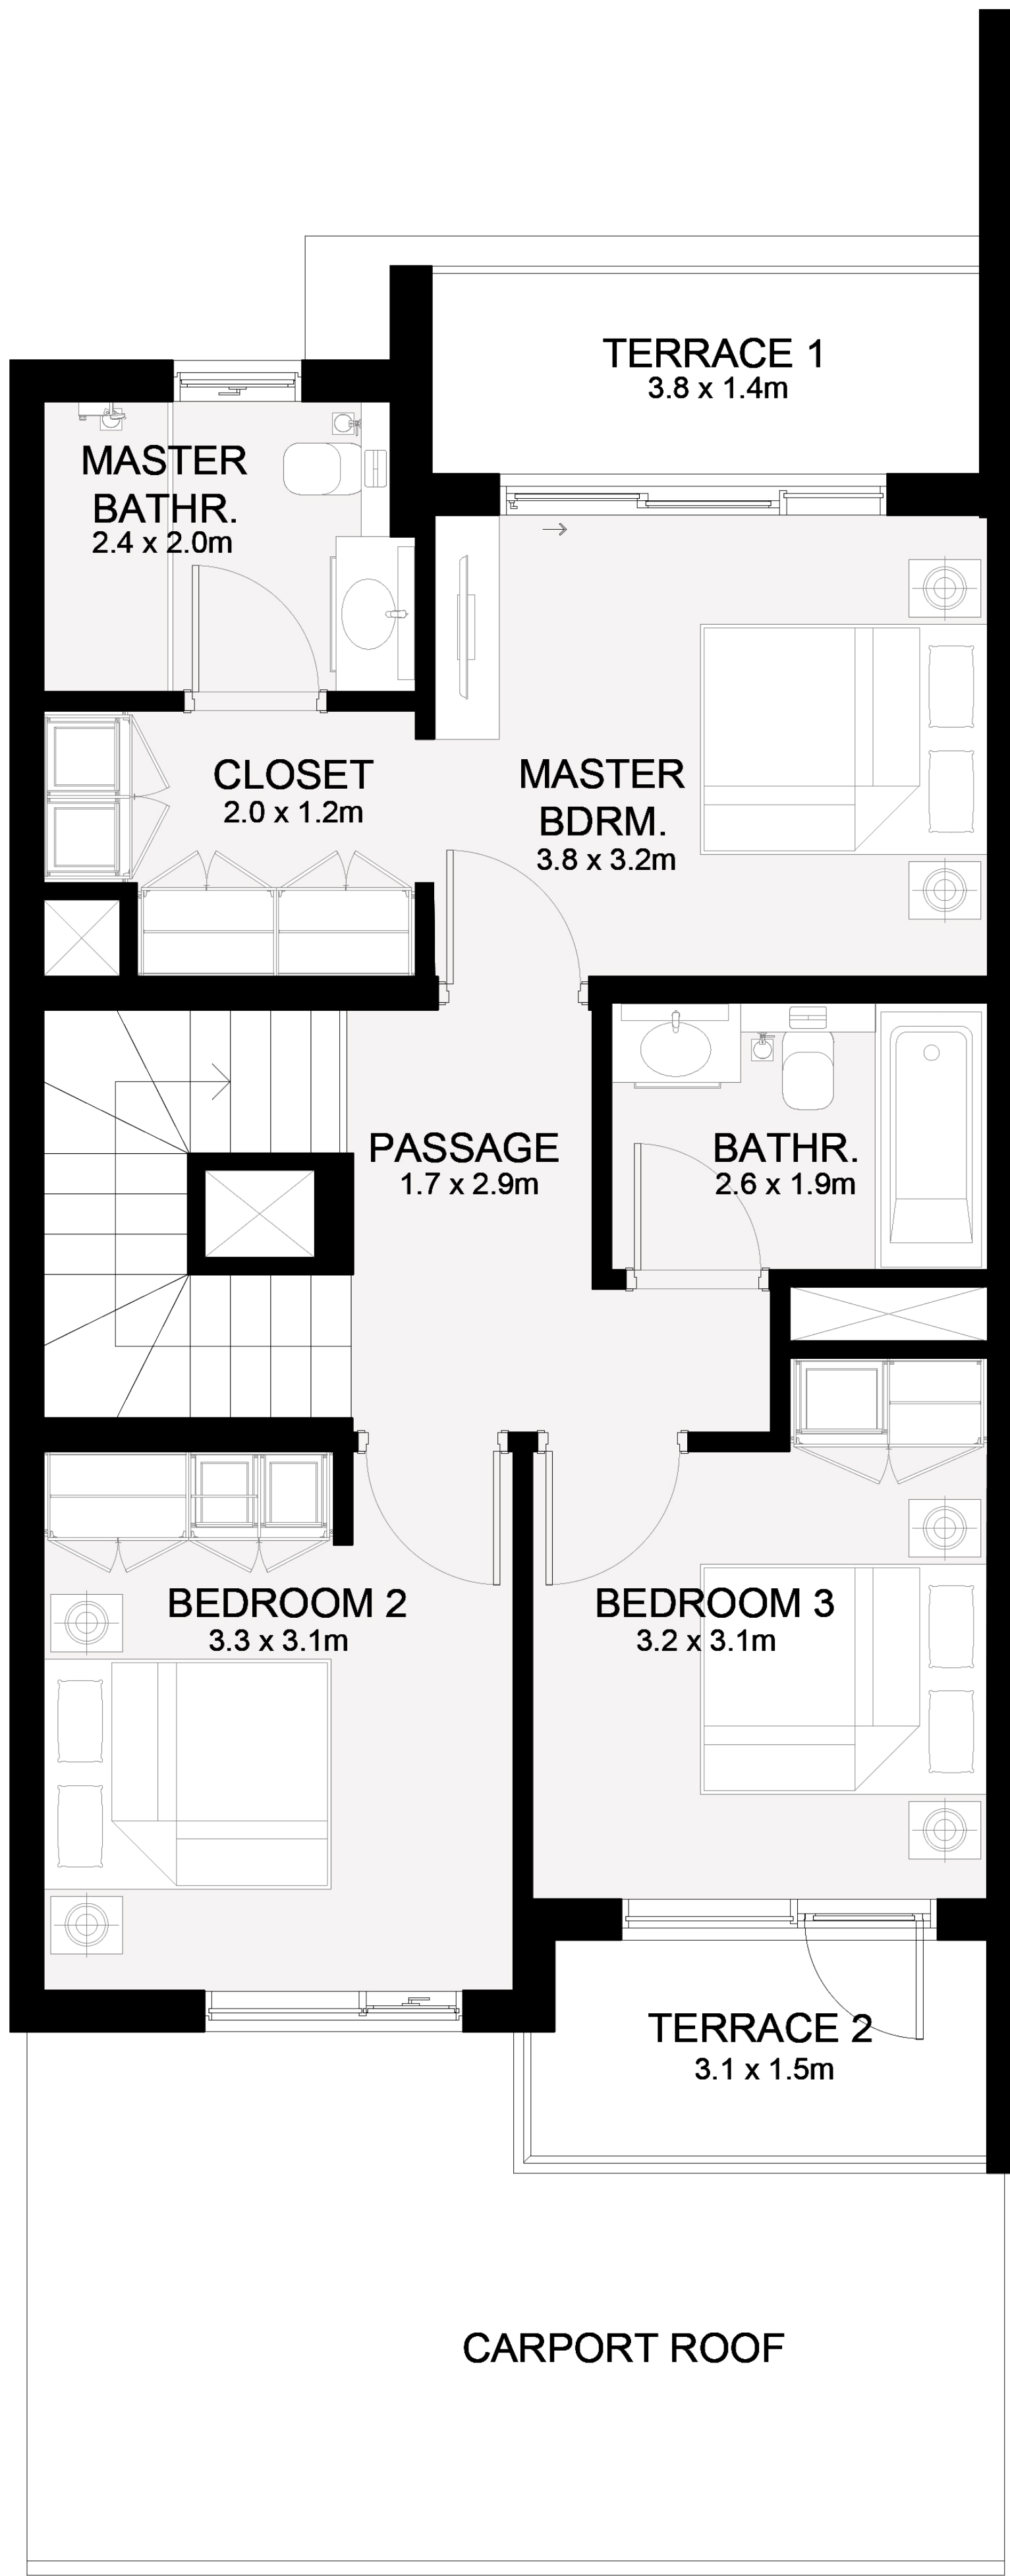 TERRACE 1
3.8 x 1.4m
MASTER
BATHR.
2.4 x 2.0m
CLOSET
2.0 x 1.2m
MASTER
BDRM.
3.8 x 3.2m
PASSAGE
1.7 x 2.9m
BATHR.
2.6 x 1.9m
BEDROOM 2
3.3 x 3.1m
BEDROOM 3
3.2 x 3.1m
TERRACE 2
3.1 x 1.5m
CARPORT ROOF